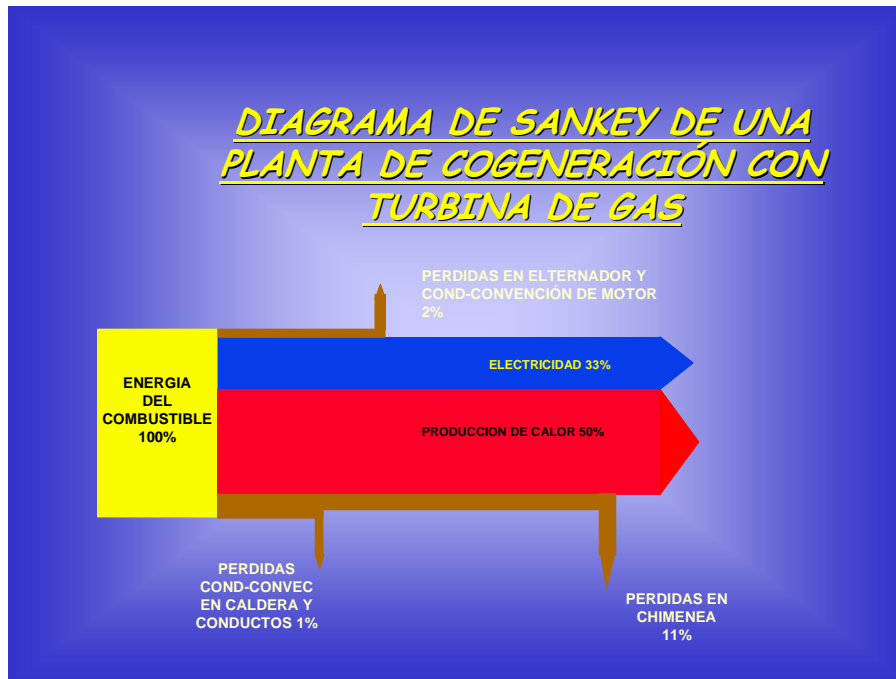 DIAGRAMA DE SANKEY DE UNA
PLANTA DE COGENERACIÓN CON
TURBINA DE GAS
PERDIDAS EN ELTERNADOR Y
COND-CONVENCIÓN DE MOTOR
2%
ELECTRICIDAD 33%
ENERGIA
DEL
COMBUSTIBLE
100%
PRODUCCION DE CALOR 50%
PERDIDAS
COND-CONVEC
EN CALDERA Y
CONDUCTOS 1%
PERDIDAS EN
CHIMENEA
11%